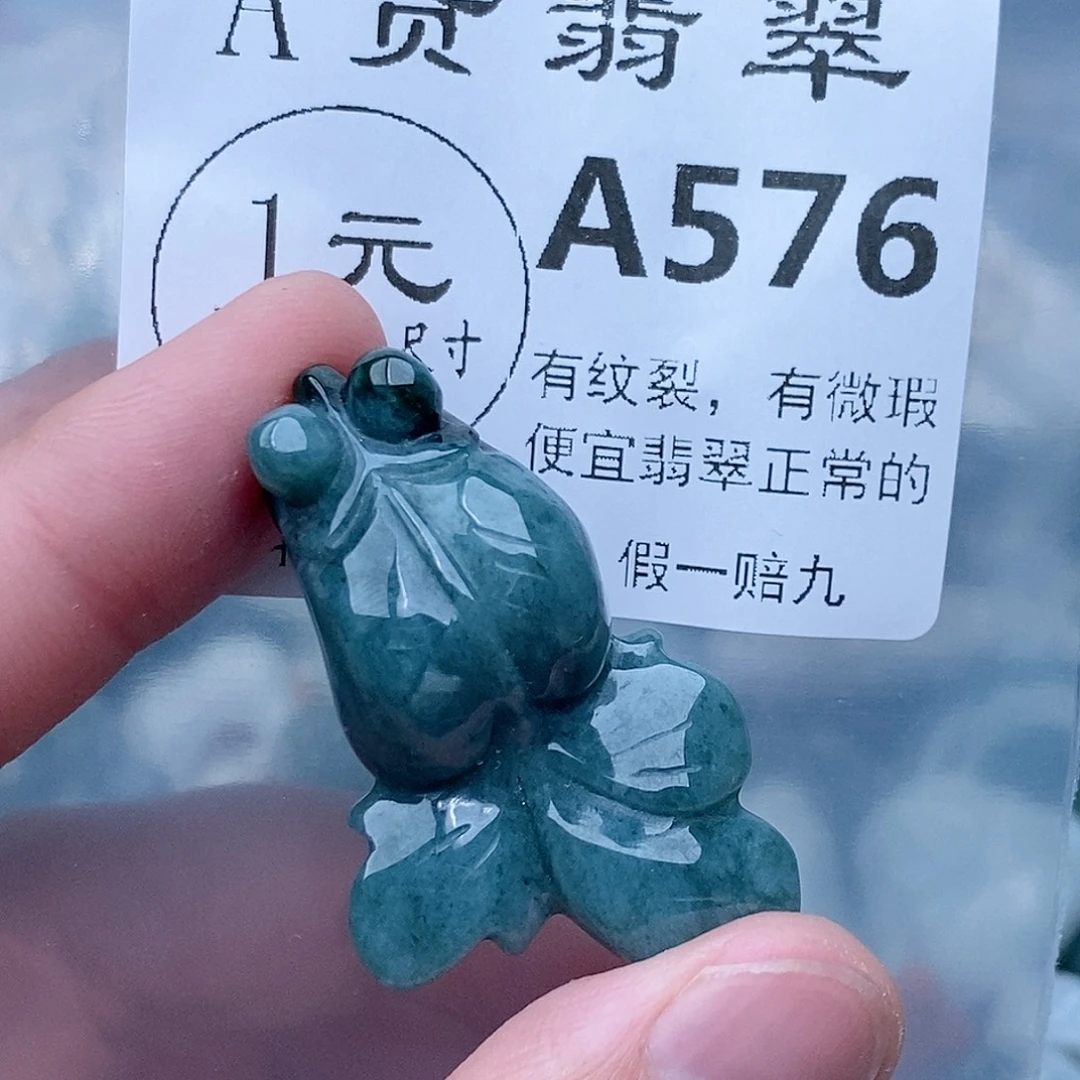 A货翡翠
1元
A576
尺寸
有纹裂，有微瑕
便宜翡翠正常的
假一赔九